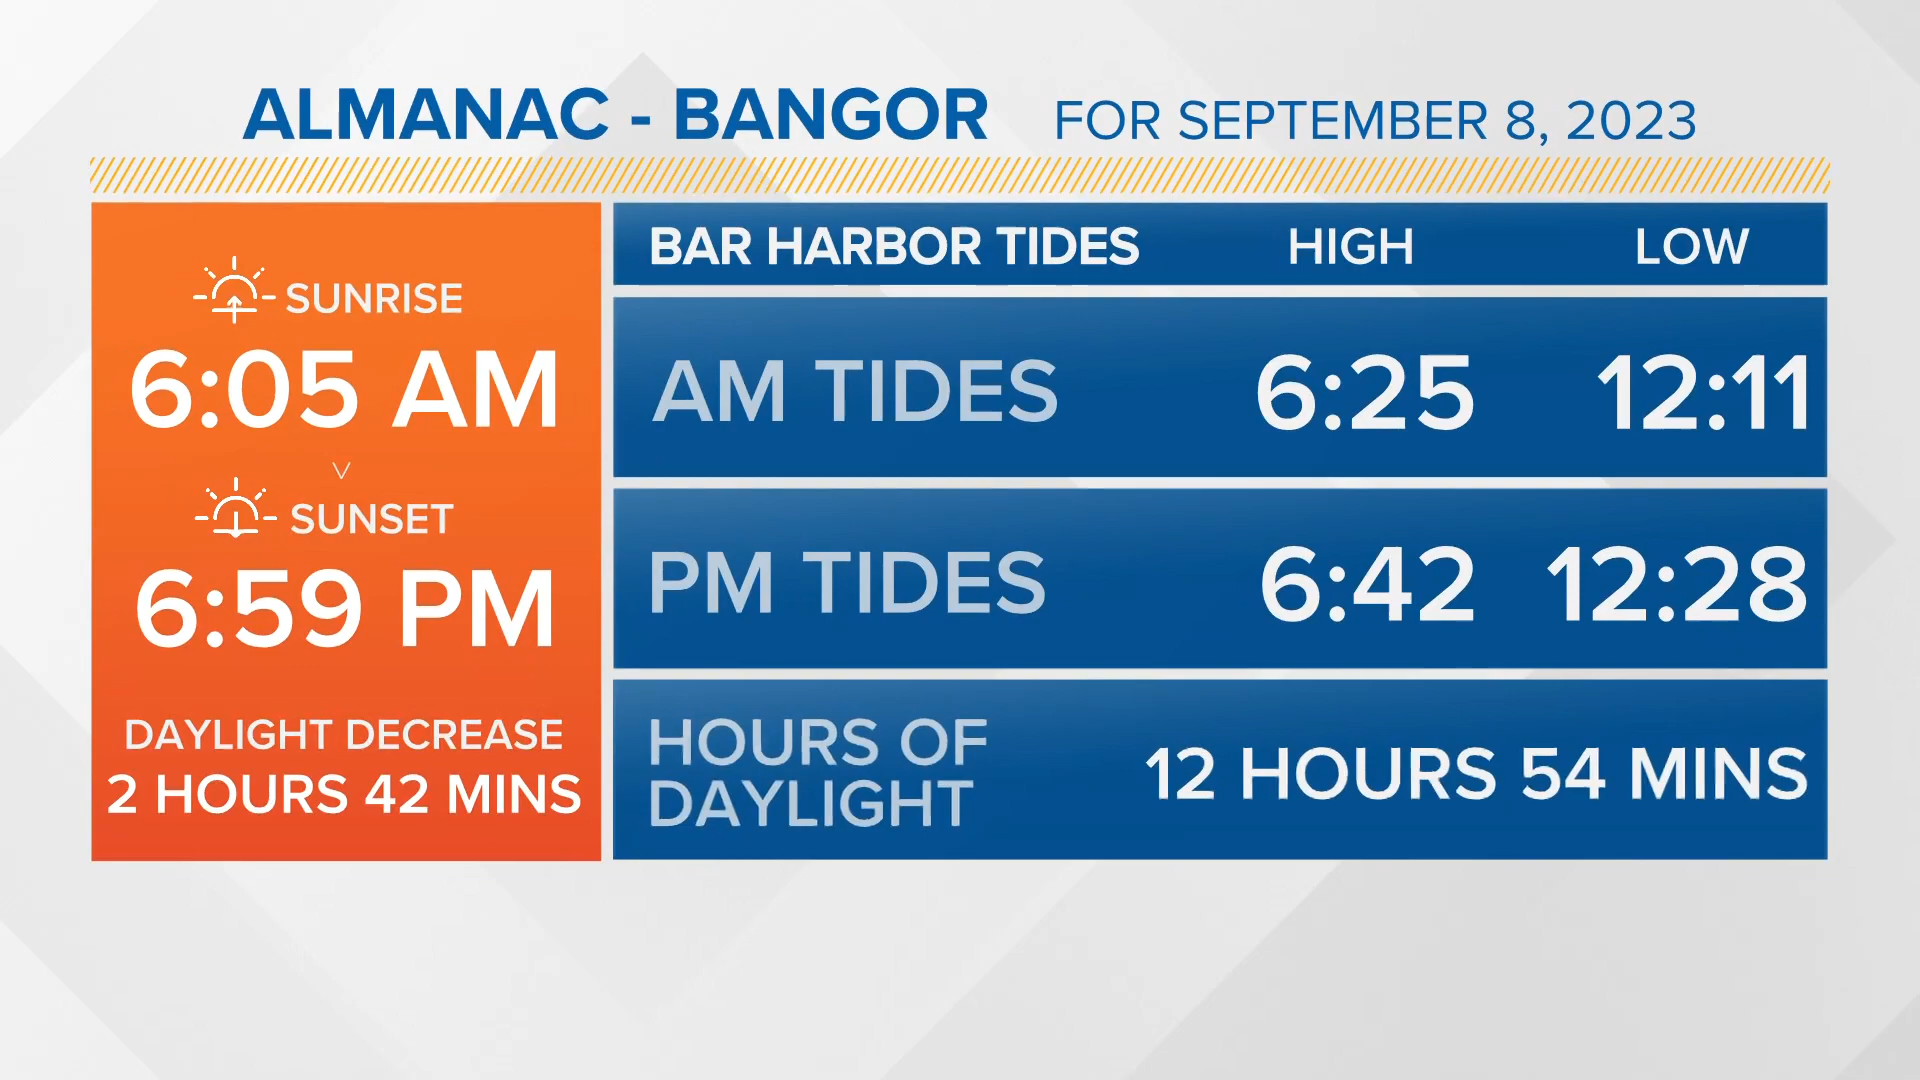 ALMANAC - BANGOR FOR SEPTEMBER 8, 2023
SUNRISE
6:05 AM
SUNSET
6:59 PM
DAYLIGHT DECREASE
2 HOURS 42 MINS
BAR HARBOR TIDES HIGH LOW
AM TIDES 6:25 12:11
PM TIDES 6:42 12:28
HOURS OF
DAYLIGHT
12 HOURS 54 MINS